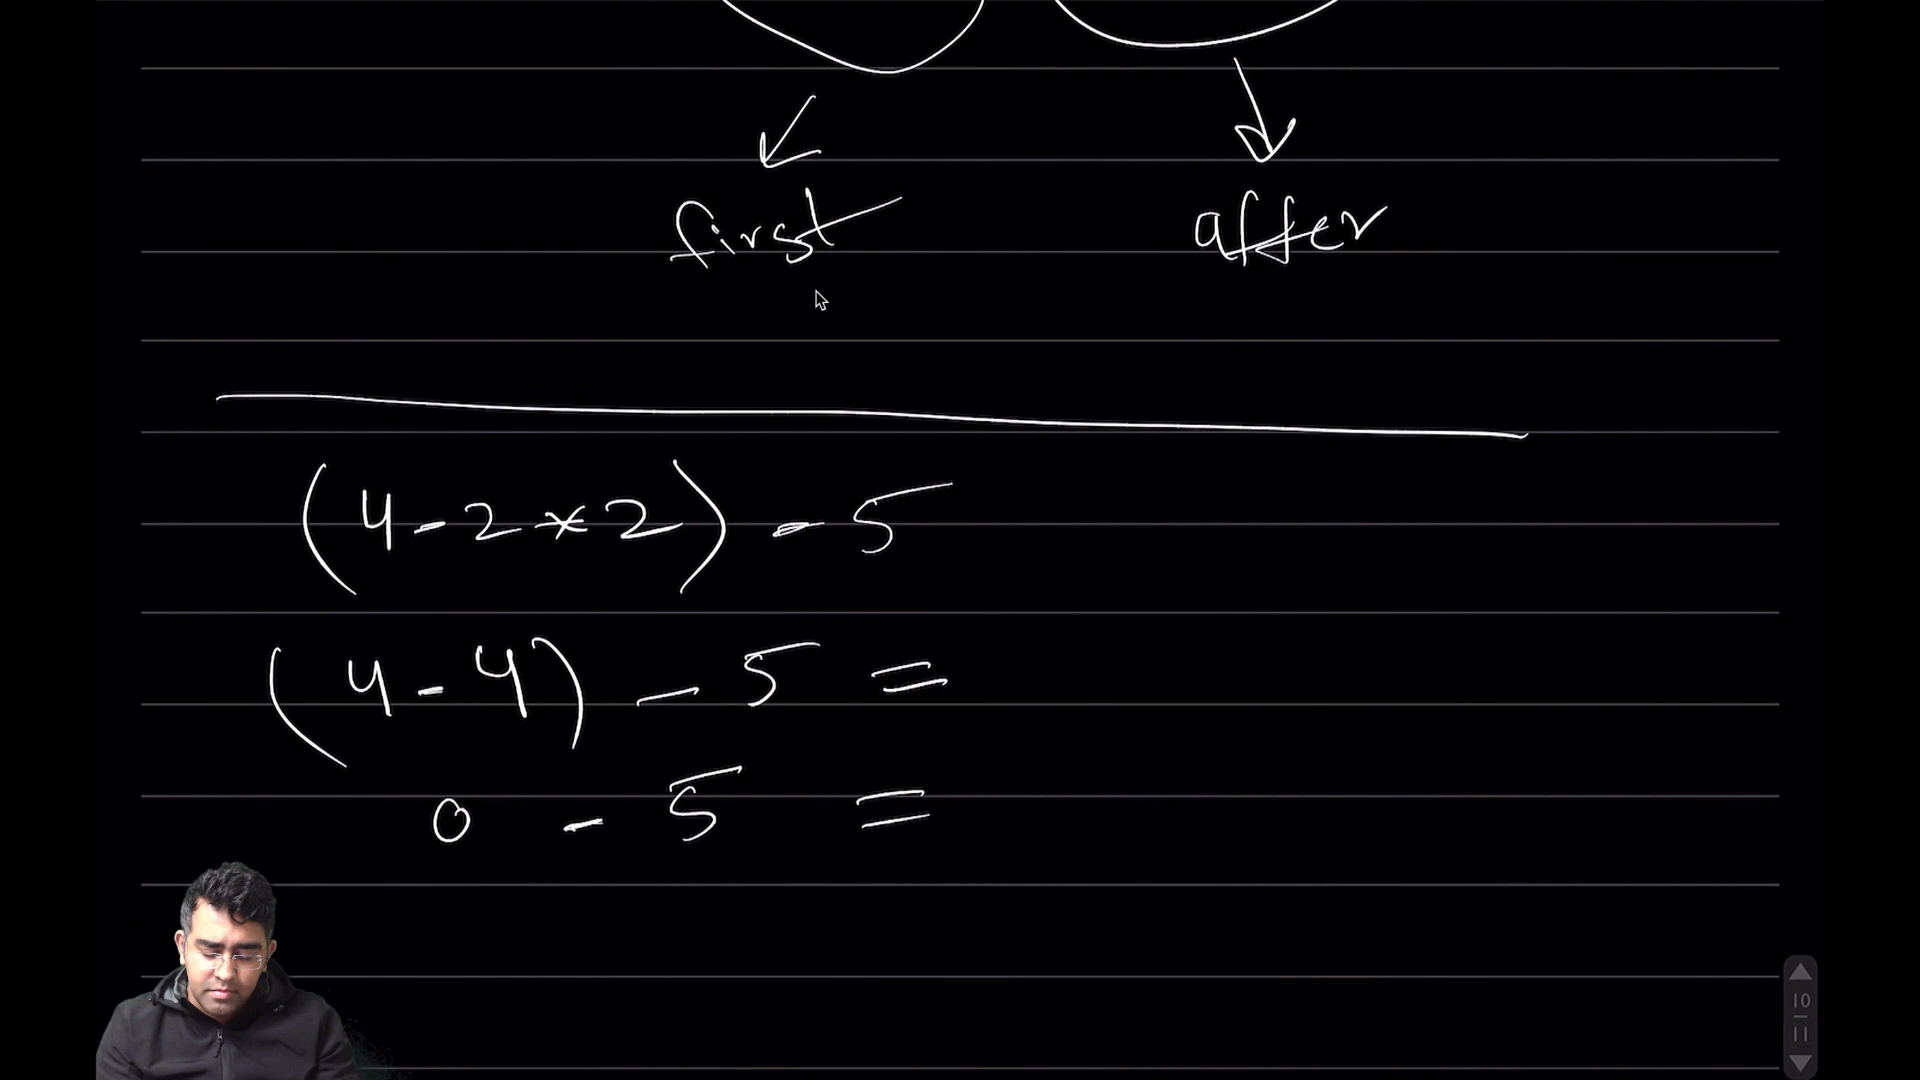 first after
(4-2*2) - 5
(4-4) - 5 =
0 - 5 =
10
11